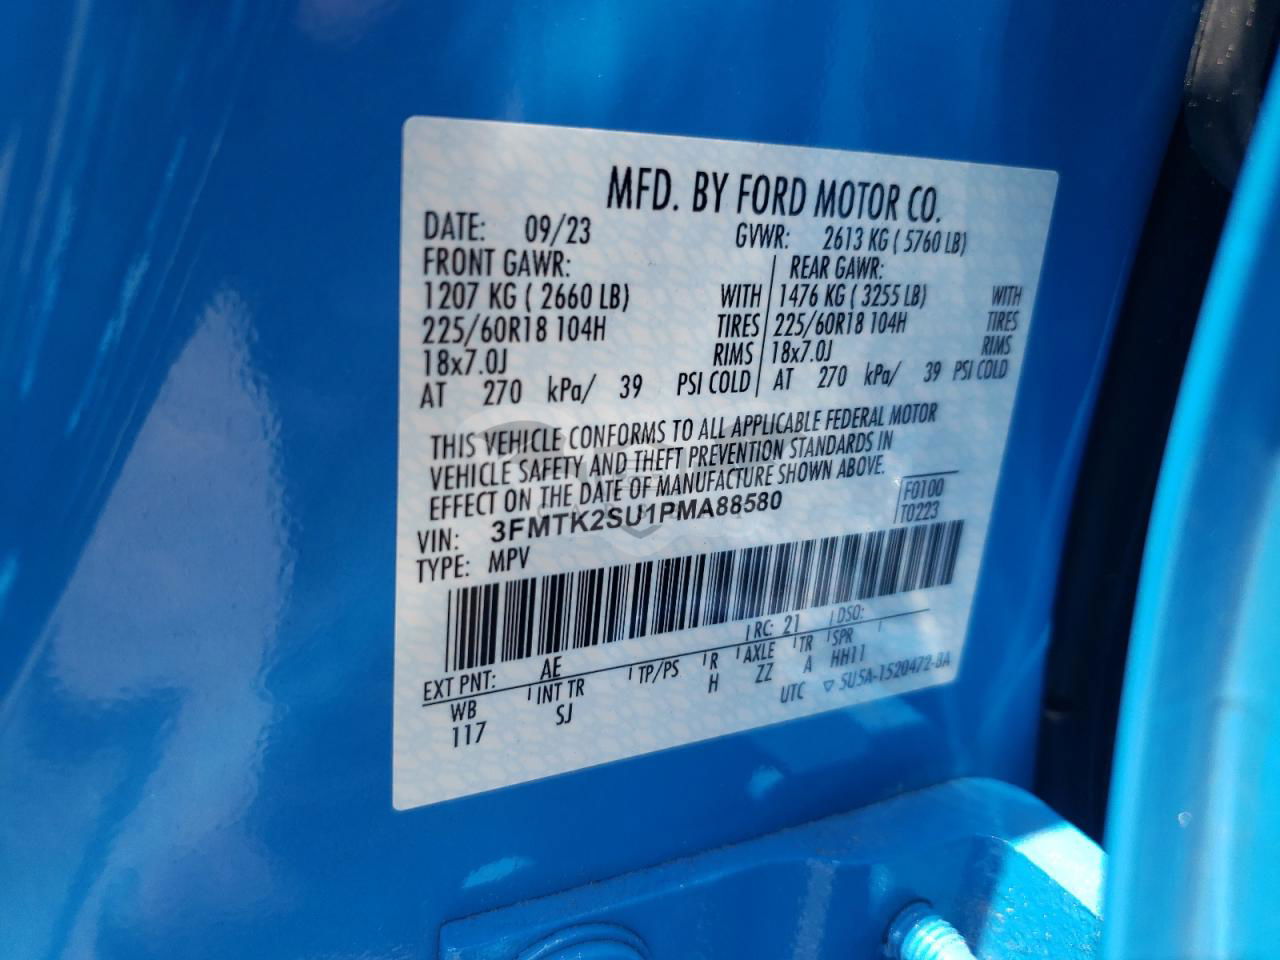 MFD. BY FORD MOTOR CO.
DATE: 09/23 GVWR: 2613 KG ( 5760 LB)
FRONT GAWR: REAR GAWR:
1207 KG ( 2660 LB) WITH 1476 KG ( 3255 LB) WITH
225/60R18 104H TIRES 225/60R18 104H TIRES
18x7.0J RIMS 18x7.0J RIMS
AT 270 kPa/ 39 PSI COLD AT 270 kPa/ 39 PSI COLD
THIS VEHICLE CONFORMS TO ALL APPLICABLE FEDERAL MOTOR
VEHICLE SAFETY AND THEFT PREVENTION STANDARDS IN
EFFECT ON THE DATE OF MANUFACTURE SHOWN ABOVE.
VIN: 3FMTK2SU1PMA88580 F0100
TYPE: MPV T0223
EXT PNT: AE RC: 21 DSO:
WB INT TR TP/PS R AXLE TR SPR
117 SJ H ZZ A HH11
UTC ▽ 5U5A-1520472-BA